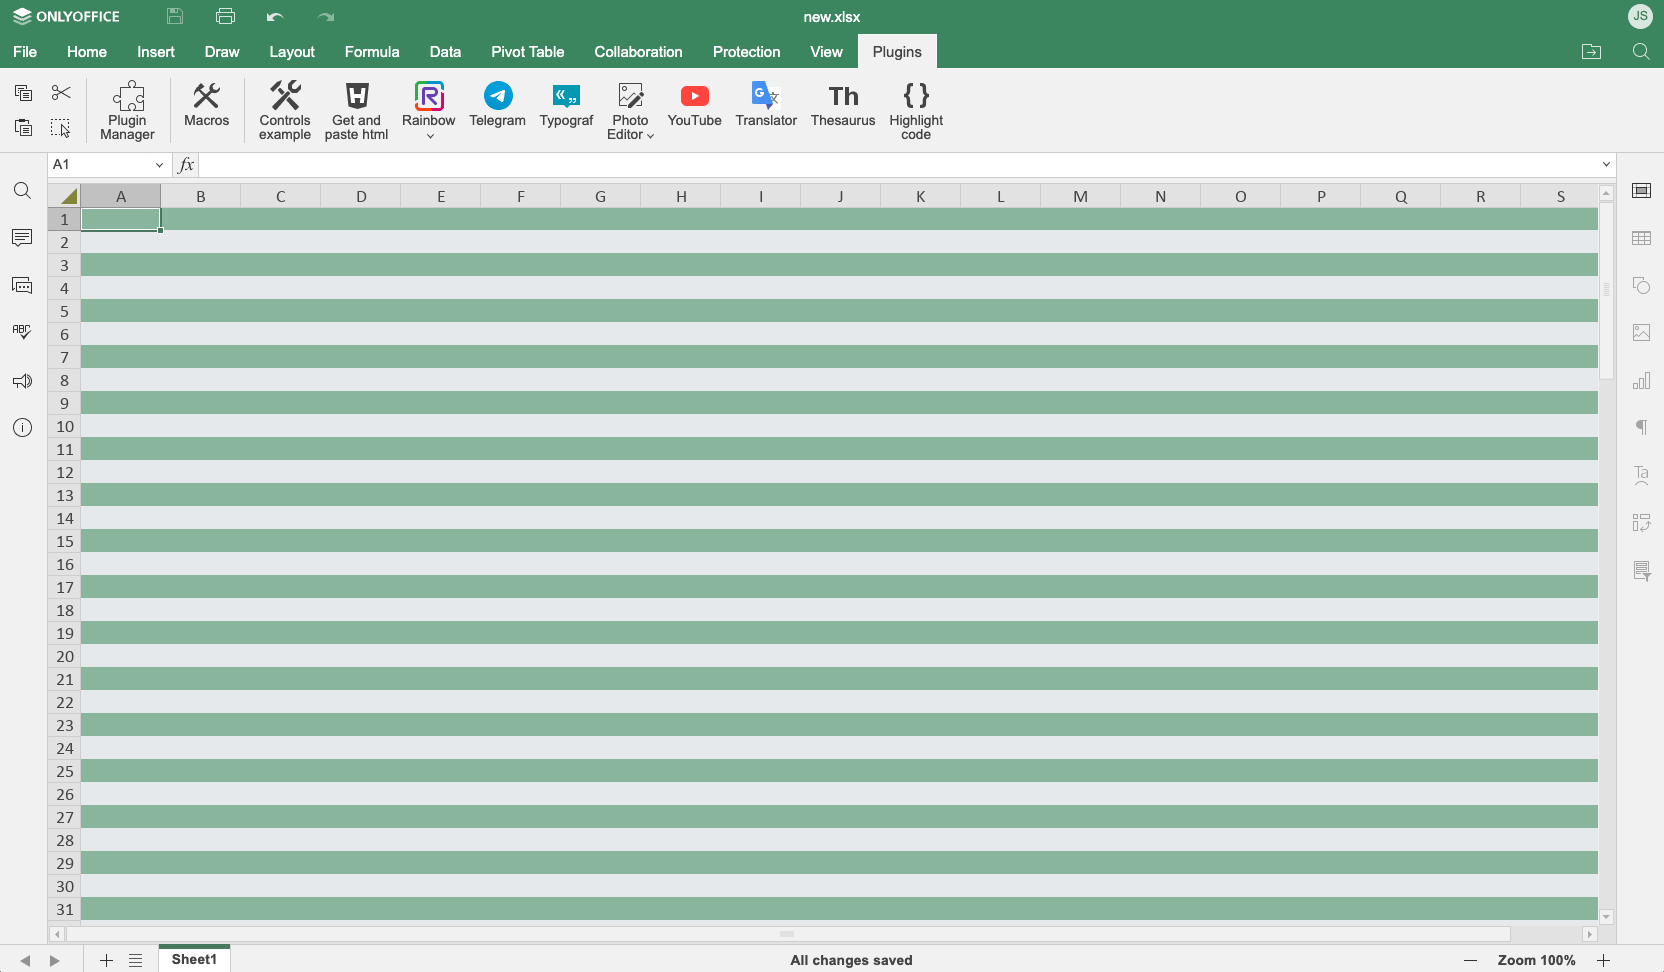 ONLYOFFICE
new.xlsx
JS
File Home Insert Draw Layout Formula Data Pivot Table Collaboration Protection View Plugins
Plugin Manager
Macros
Controls example
Get and paste html
Rainbow
Telegram
Typograf
Photo Editor
YouTube
Translator
Th
Thesaurus
{ }
Highlight code
A1
fx
A B C D E F G H I J K L M N O P Q R S
1
2
3
4
5
6
7
8
9
10
11
12
13
14
15
16
17
18
19
20
21
22
23
24
25
26
27
28
29
30
31
ABC
Ta
Sheet1
All changes saved
Zoom 100%